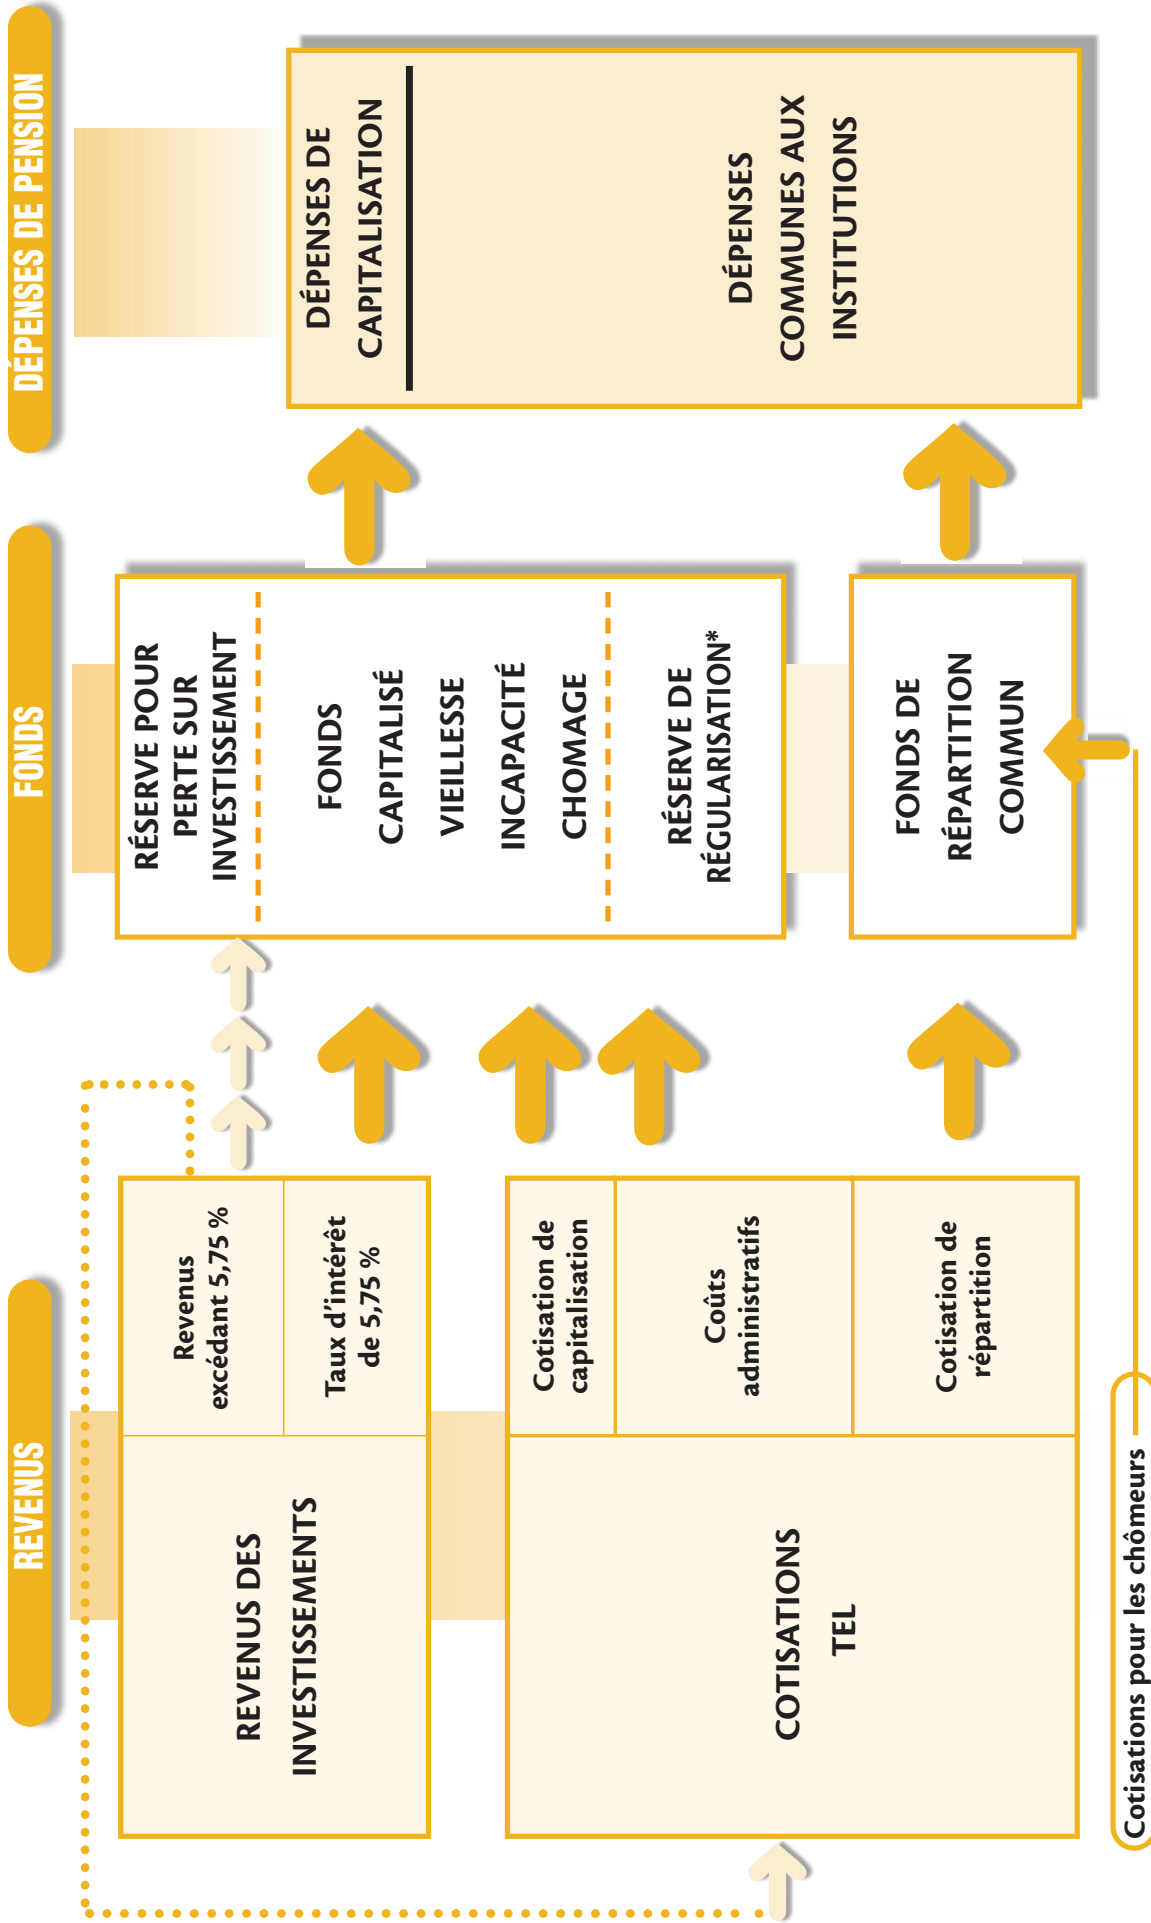 REVENUS
FONDS
DÉPENSES DE PENSION
REVENUS DES
INVESTISSEMENTS
Revenus
excédant 5,75 %
Taux d'intérêt
de 5,75 %
COTISATIONS
TEL
Cotisation de
capitalisation
Coûts
administratifs
Cotisation de
répartition
Cotisations pour les chômeurs
RÉSERVE POUR
PERTE SUR
INVESTISSEMENT
FONDS
CAPITALISÉ
VIEILLESSE
INCAPACITÉ
CHOMAGE
RÉSERVE DE
RÉGULARISATION*
FONDS DE
RÉPARTITION
COMMUN
DÉPENSES DE
CAPITALISATION
DÉPENSES
COMMUNES AUX
INSTITUTIONS